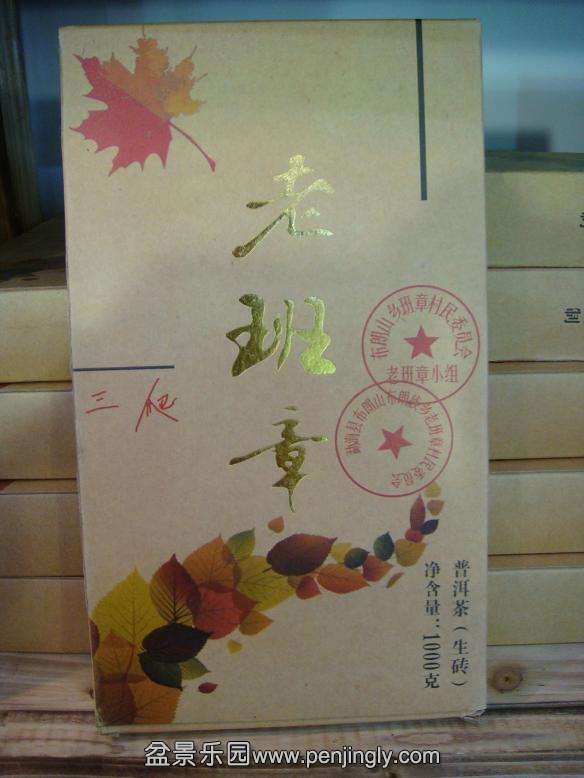 老班章
布朗山乡班章村民委员会
老班章小组
勐海县布朗山布朗族乡老班章村民委员会
三
普洱茶（生砖）
净含量：1000克
盆景乐园www.penjingly.com